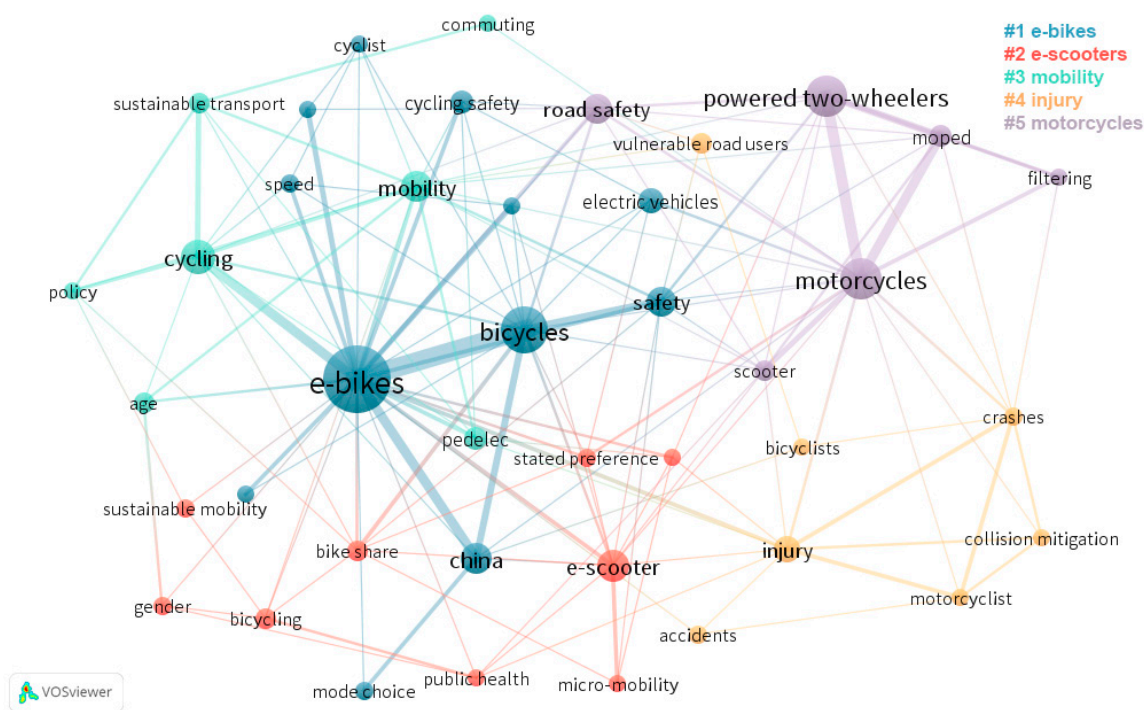 commuting
#1 e-bikes
#2 e-scooters
#3 mobility
#4 injury
#5 motorcycles
cyclist
sustainable transport
cycling safety
road safety
powered two-wheelers
vulnerable road users
moped
filtering
speed
mobility
electric vehicles
cycling
policy
motorcycles
safety
bicycles
e-bikes
scooter
age
crashes
pedelec
bicyclists
stated preference
sustainable mobility
bike share
china
e-scooter
injury
collision mitigation
gender
bicycling
motorcyclist
accidents
mode choice
public health
micro-mobility
VOSviewer